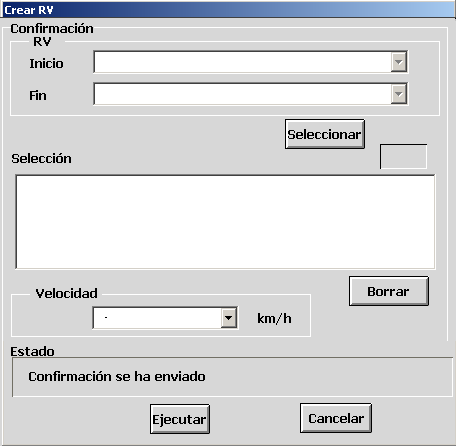 Crear RV
Confirmación
RV
Inicio
Fin
Seleccionar
Selección
Borrar
Velocidad
- km/h
Estado
Confirmación se ha enviado
Ejecutar Cancelar